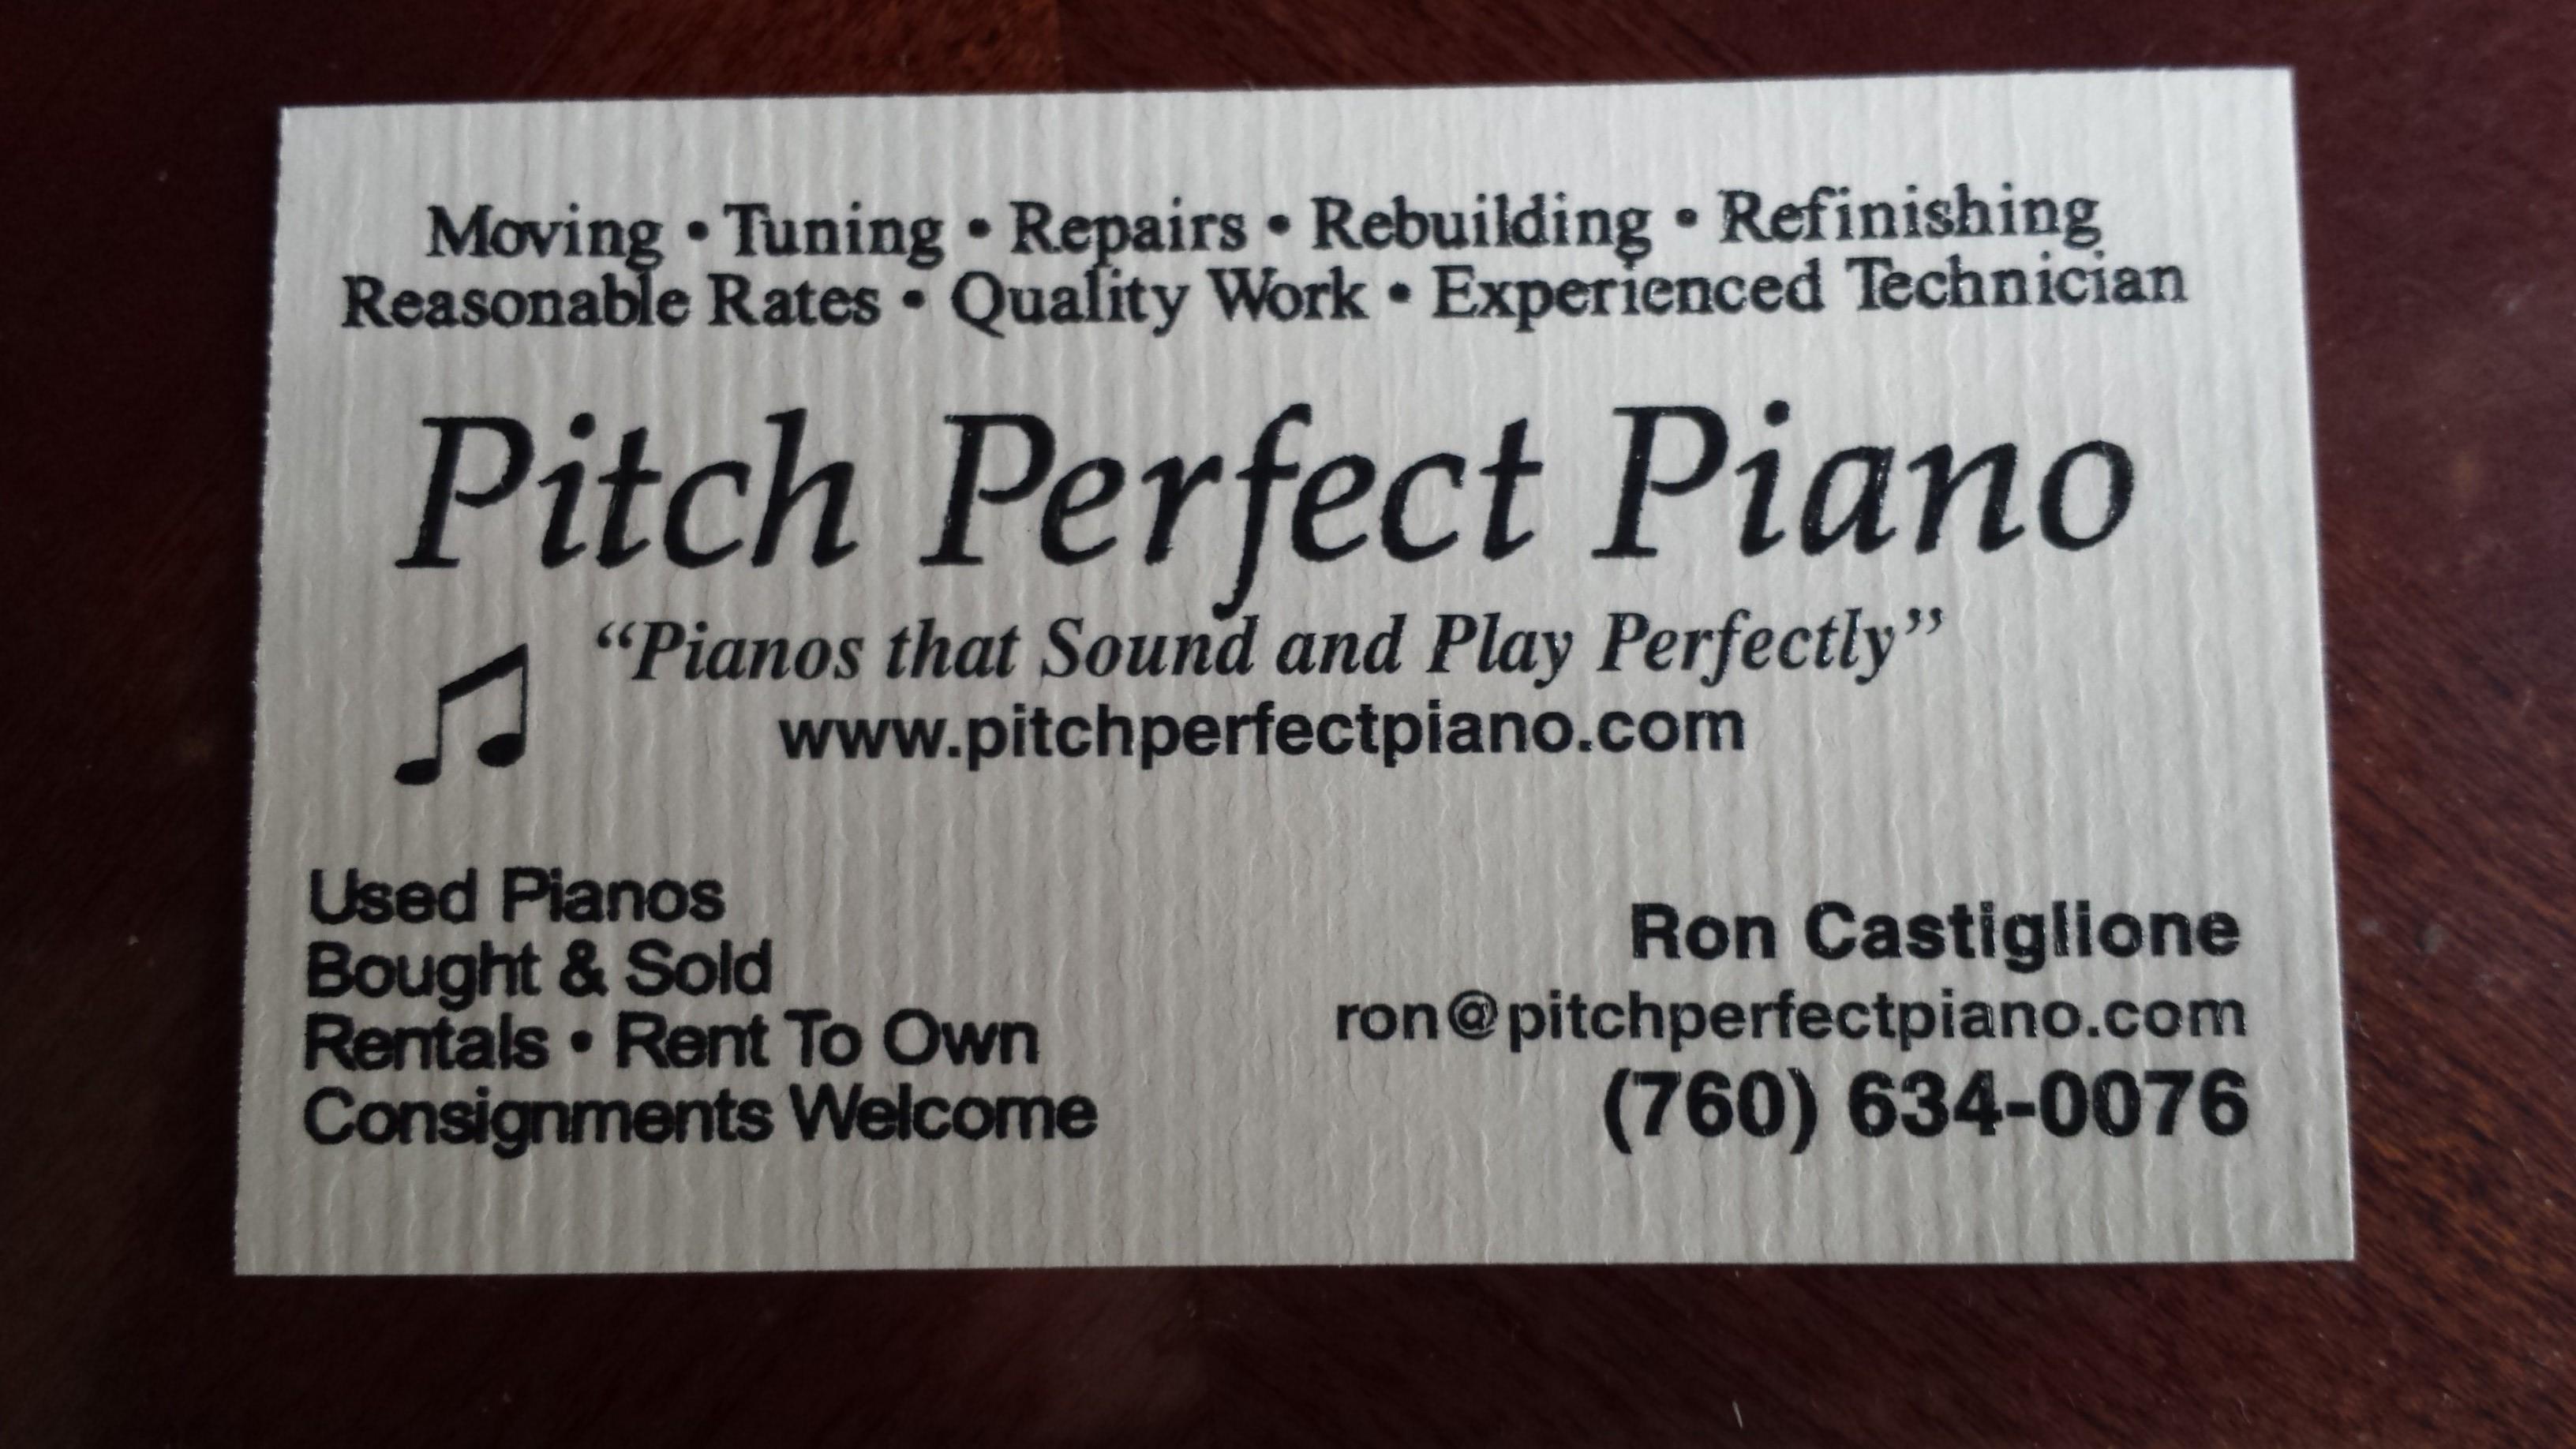 Moving • Tuning • Repairs • Rebuilding • Refinishing
Reasonable Rates • Quality Work • Experienced Technician
Pitch Perfect Piano
“Pianos that Sound and Play Perfectly”
www.pitchperfectpiano.com
Used Pianos
Bought & Sold
Rentals • Rent To Own
Consignments Welcome
Ron Castiglione
ron@pitchperfectpiano.com
(760) 634-0076